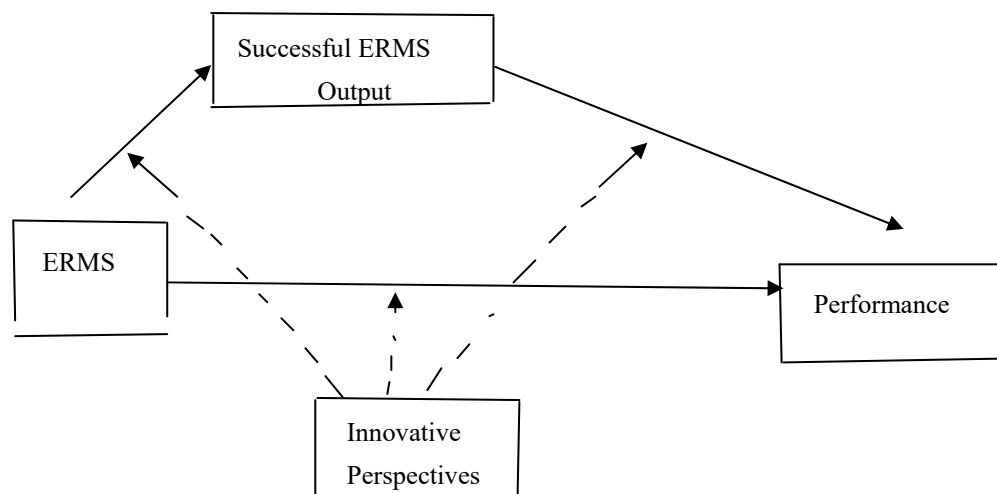 Successful ERMS
Output
ERMS
Performance
Innovative
Perspectives